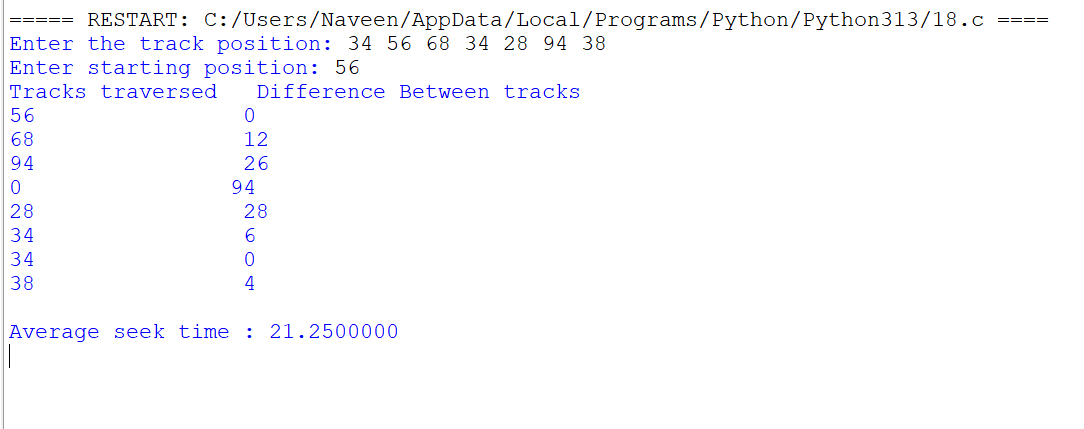 ===== RESTART: C:/Users/Naveen/AppData/Local/Programs/Python/Python313/18.c ====
Enter the track position: 34 56 68 34 28 94 38
Enter starting position: 56
Tracks traversed   Difference Between tracks
56                0
68                12
94                26
0                94
28                28
34                6
34                0
38                4
Average seek time : 21.2500000